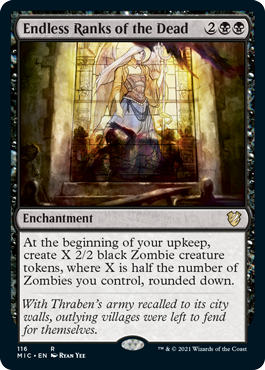 Endless Ranks of the Dead 2
Enchantment
At the beginning of your upkeep,
create X 2/2 black Zombie creature
tokens, where X is half the number of
Zombies you control, rounded down.
With Thraben's army recalled to its city
walls, outlying villages were left to fend
for themselves.
116 R
MIC • EN Ryan Yee ™ & © 2021 Wizards of the Coast